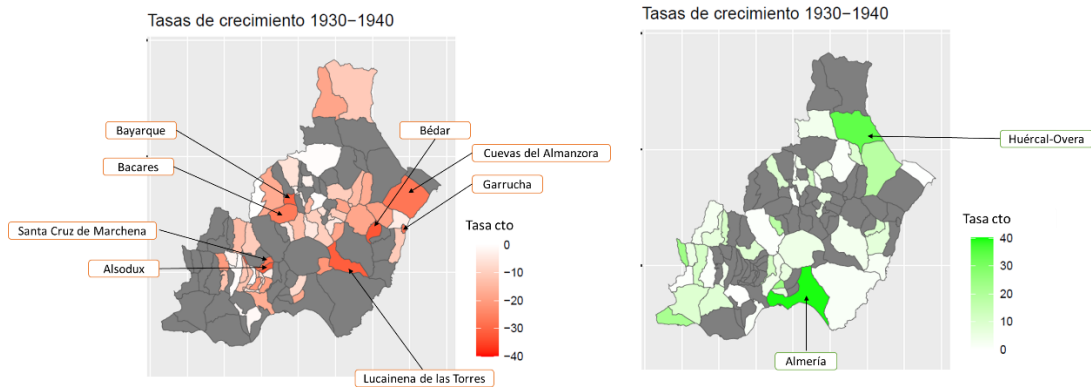 Tasas de crecimiento 1930−1940
Bayarque
Bédar
Bacares
Cuevas del Almanzora
Garrucha
Santa Cruz de Marchena
Alsodux
Lucainena de las Torres
Tasa cto
0
−10
−20
−30
−40
Tasas de crecimiento 1930−1940
Huércal-Overa
Almería
Tasa cto
40
30
20
10
0